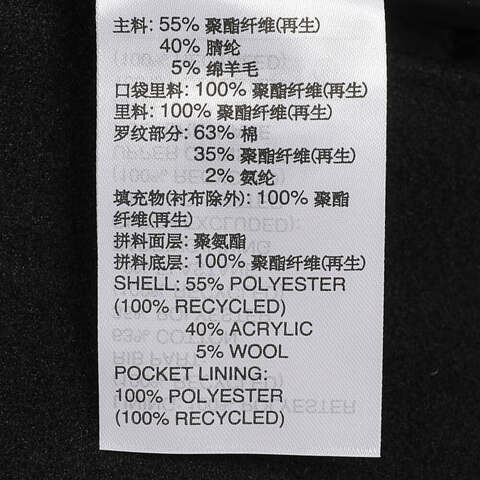 主料: 55% 聚酯纤维(再生)
40% 腈纶
5% 绵羊毛
口袋里料: 100% 聚酯纤维(再生)
里料: 100% 聚酯纤维(再生)
罗纹部分: 63% 棉
35% 聚酯纤维(再生)
2% 氨纶
填充物(衬布除外): 100% 聚酯
纤维(再生)
拼料面层: 聚氨酯
拼料底层: 100% 聚酯纤维(再生)
SHELL: 55% POLYESTER
(100% RECYCLED)
40% ACRYLIC
5% WOOL
POCKET LINING:
100% POLYESTER
(100% RECYCLED)